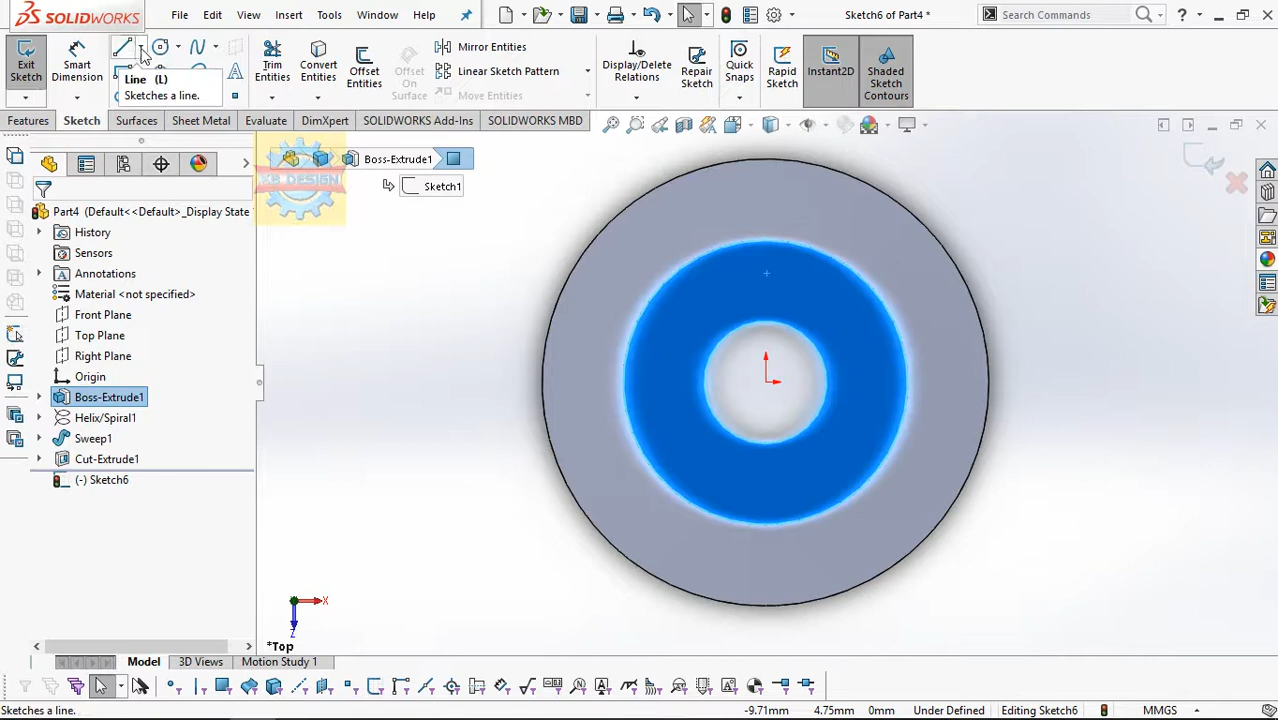 SOLIDWORKS
File
Edit
View
Insert
Tools
Window
Help
Sketch6 of Part4
Search Commands
Exit
Sketch
Smart
Dimension
Line (L)
Sketches a line.
Trim
Entities
Convert
Entities
Offset
Entities
Offset
On
Surface
Mirror Entities
Linear Sketch Pattern
Move Entities
Display/Delete
Relations
Repair
Sketch
Quick
Snaps
Rapid
Sketch
Instant2D
Shaded
Sketch
Contours
Features
Sketch
Surfaces
Sheet Metal
Evaluate
DimXpert
SOLIDWORKS Add-Ins
SOLIDWORKS MBD
Boss-Extrude1
Sketch1
KB DESIGN
Part4 (Default<<Default>_Display State
History
Sensors
Annotations
Material <not specified>
Front Plane
Top Plane
Right Plane
Origin
Boss-Extrude1
Helix/Spiral1
Sweep1
Cut-Extrude1
(-) Sketch6
X
Z
*Top
Model
3D Views
Motion Study 1
Sketches a line.
-9.71mm
4.75mm
0mm
Under Defined
Editing Sketch6
MMGS